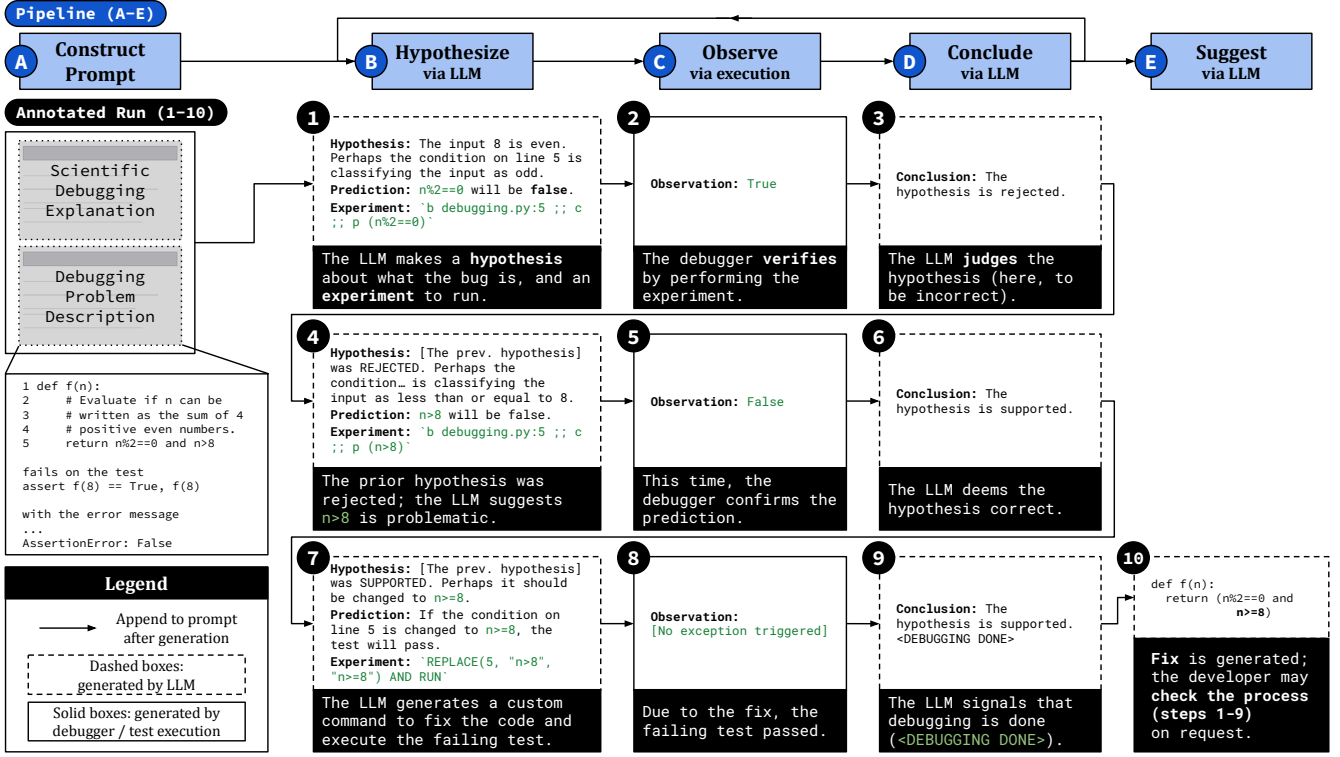 Pipeline (A-E)
A
Construct
Prompt
B
Hypothesize
via LLM
C
Observe
via execution
D
Conclude
via LLM
E
Suggest
via LLM
Annotated Run (1-10)
Scientific
Debugging
Explanation
Debugging
Problem
Description
1 def f(n):
2     # Evaluate if n can be
3     # written as the sum of 4
4     # positive even numbers.
5     return n%2==0 and n>8
fails on the test
assert f(8) == True, f(8)
with the error message
...
AssertionError: False
Legend
Append to prompt
after generation
Dashed boxes:
generated by LLM
Solid boxes: generated by
debugger / test execution
1
Hypothesis: The input 8 is even.
Perhaps the condition on line 5 is
classifying the input as odd.
Prediction: n%2==0 will be false.
Experiment: `b debugging.py:5 ;; c
;; p (n%2==0)`
The LLM makes a hypothesis
about what the bug is, and an
experiment to run.
2
Observation: True
The debugger verifies
by performing the
experiment.
3
Conclusion: The
hypothesis is rejected.
The LLM judges the
hypothesis (here, to
be incorrect).
4
Hypothesis: [The prev. hypothesis]
was REJECTED. Perhaps the
condition… is classifying the
input as less than or equal to 8.
Prediction: n>8 will be false.
Experiment: `b debugging.py:5 ;; c
;; p (n>8)`
The prior hypothesis was
rejected; the LLM suggests
n>8 is problematic.
5
Observation: False
This time, the
debugger confirms the
prediction.
6
Conclusion: The
hypothesis is supported.
The LLM deems the
hypothesis correct.
7
Hypothesis: [The prev. hypothesis]
was SUPPORTED. Perhaps it should
be changed to n>=8.
Prediction: If the condition on
line 5 is changed to n>=8, the
test will pass.
Experiment: `REPLACE(5, "n>8",
"n>=8") AND RUN`
The LLM generates a custom
command to fix the code and
execute the failing test.
8
Observation:
[No exception triggered]
Due to the fix, the
failing test passed.
9
Conclusion: The
hypothesis is supported.
<DEBUGGING DONE>
The LLM signals that
debugging is done
(<DEBUGGING DONE>).
10
def f(n):
return (n%2==0 and
n>=8)
Fix is generated;
the developer may
check the process
(steps 1-9)
on request.